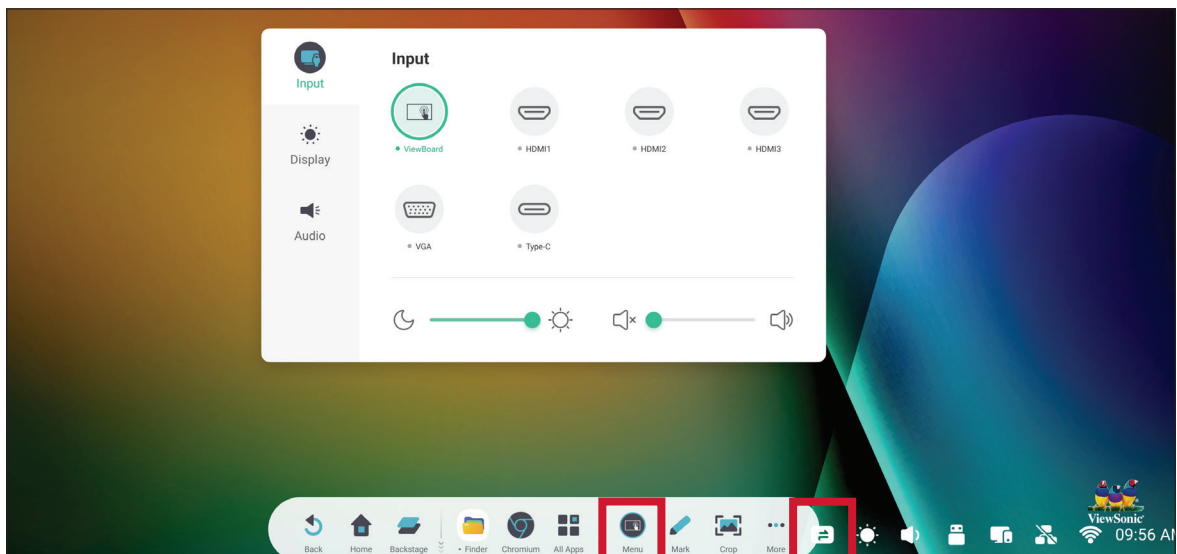 Input
Input
• ViewBoard
• HDMI1
• HDMI2
• HDMI3
Display
Audio
• VGA
• Type-C
Back
Home
Backstage
• Finder
Chromium
All Apps
Menu
Mark
Crop
More
ViewSonic
09:56 AM